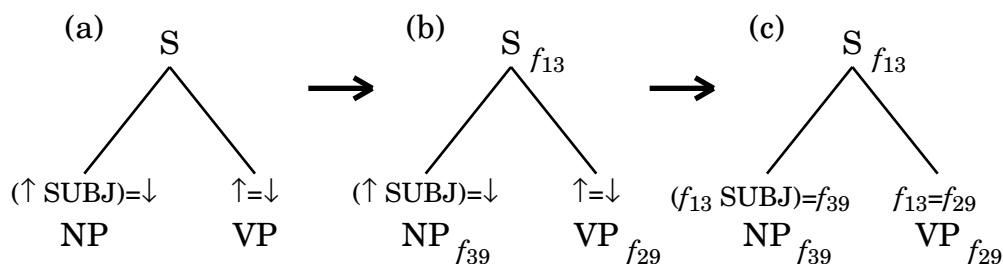 (a) (b) (c)
S S f13 S f13
(↑ SUBJ)=↓ ↑=↓ (↑ SUBJ)=↓ ↑=↓ (f13 SUBJ)=f39 f13=f29
NP VP NP f39 VP f29 NP f39 VP f29